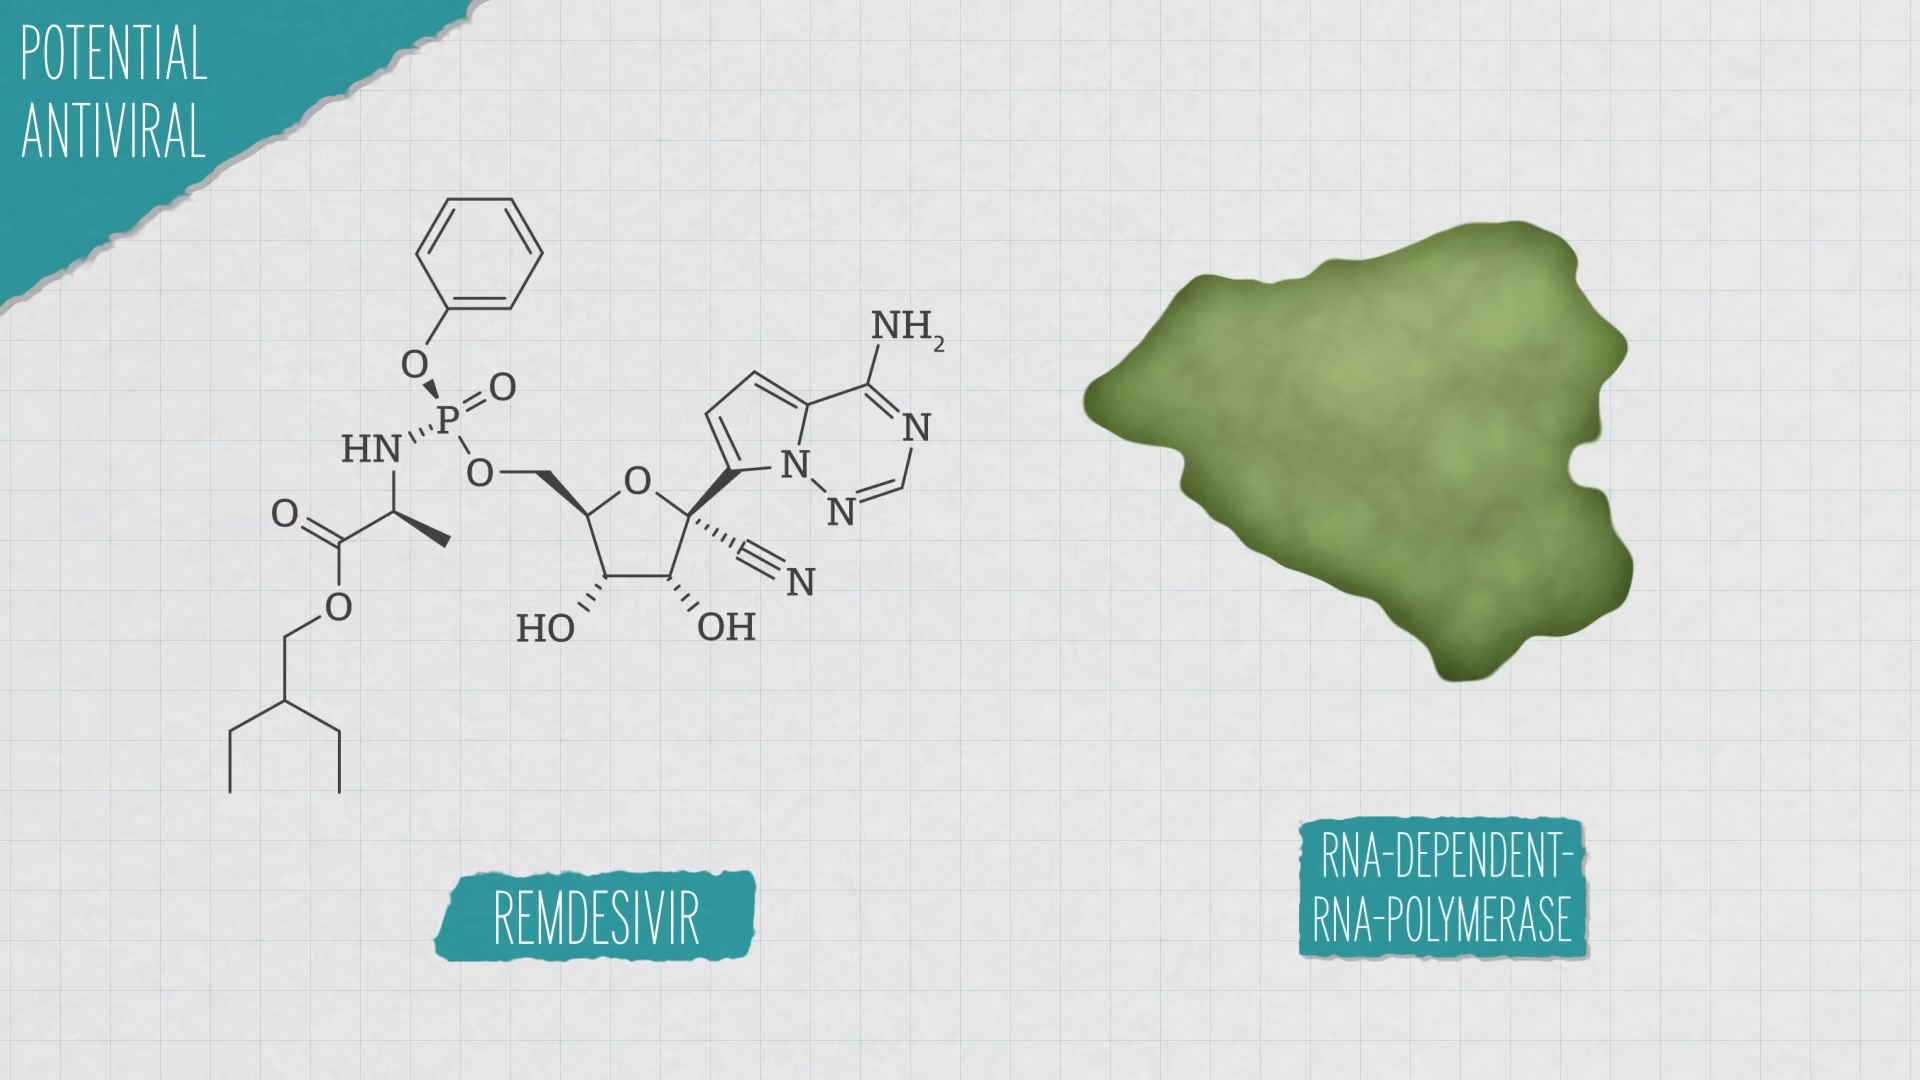 POTENTIAL
ANTIVIRAL
NH2
O
O
P
N
HN
N
O
O
O
N
N
O
HO
OH
REMDESIVIR
RNA-DEPENDENT-
RNA-POLYMERASE